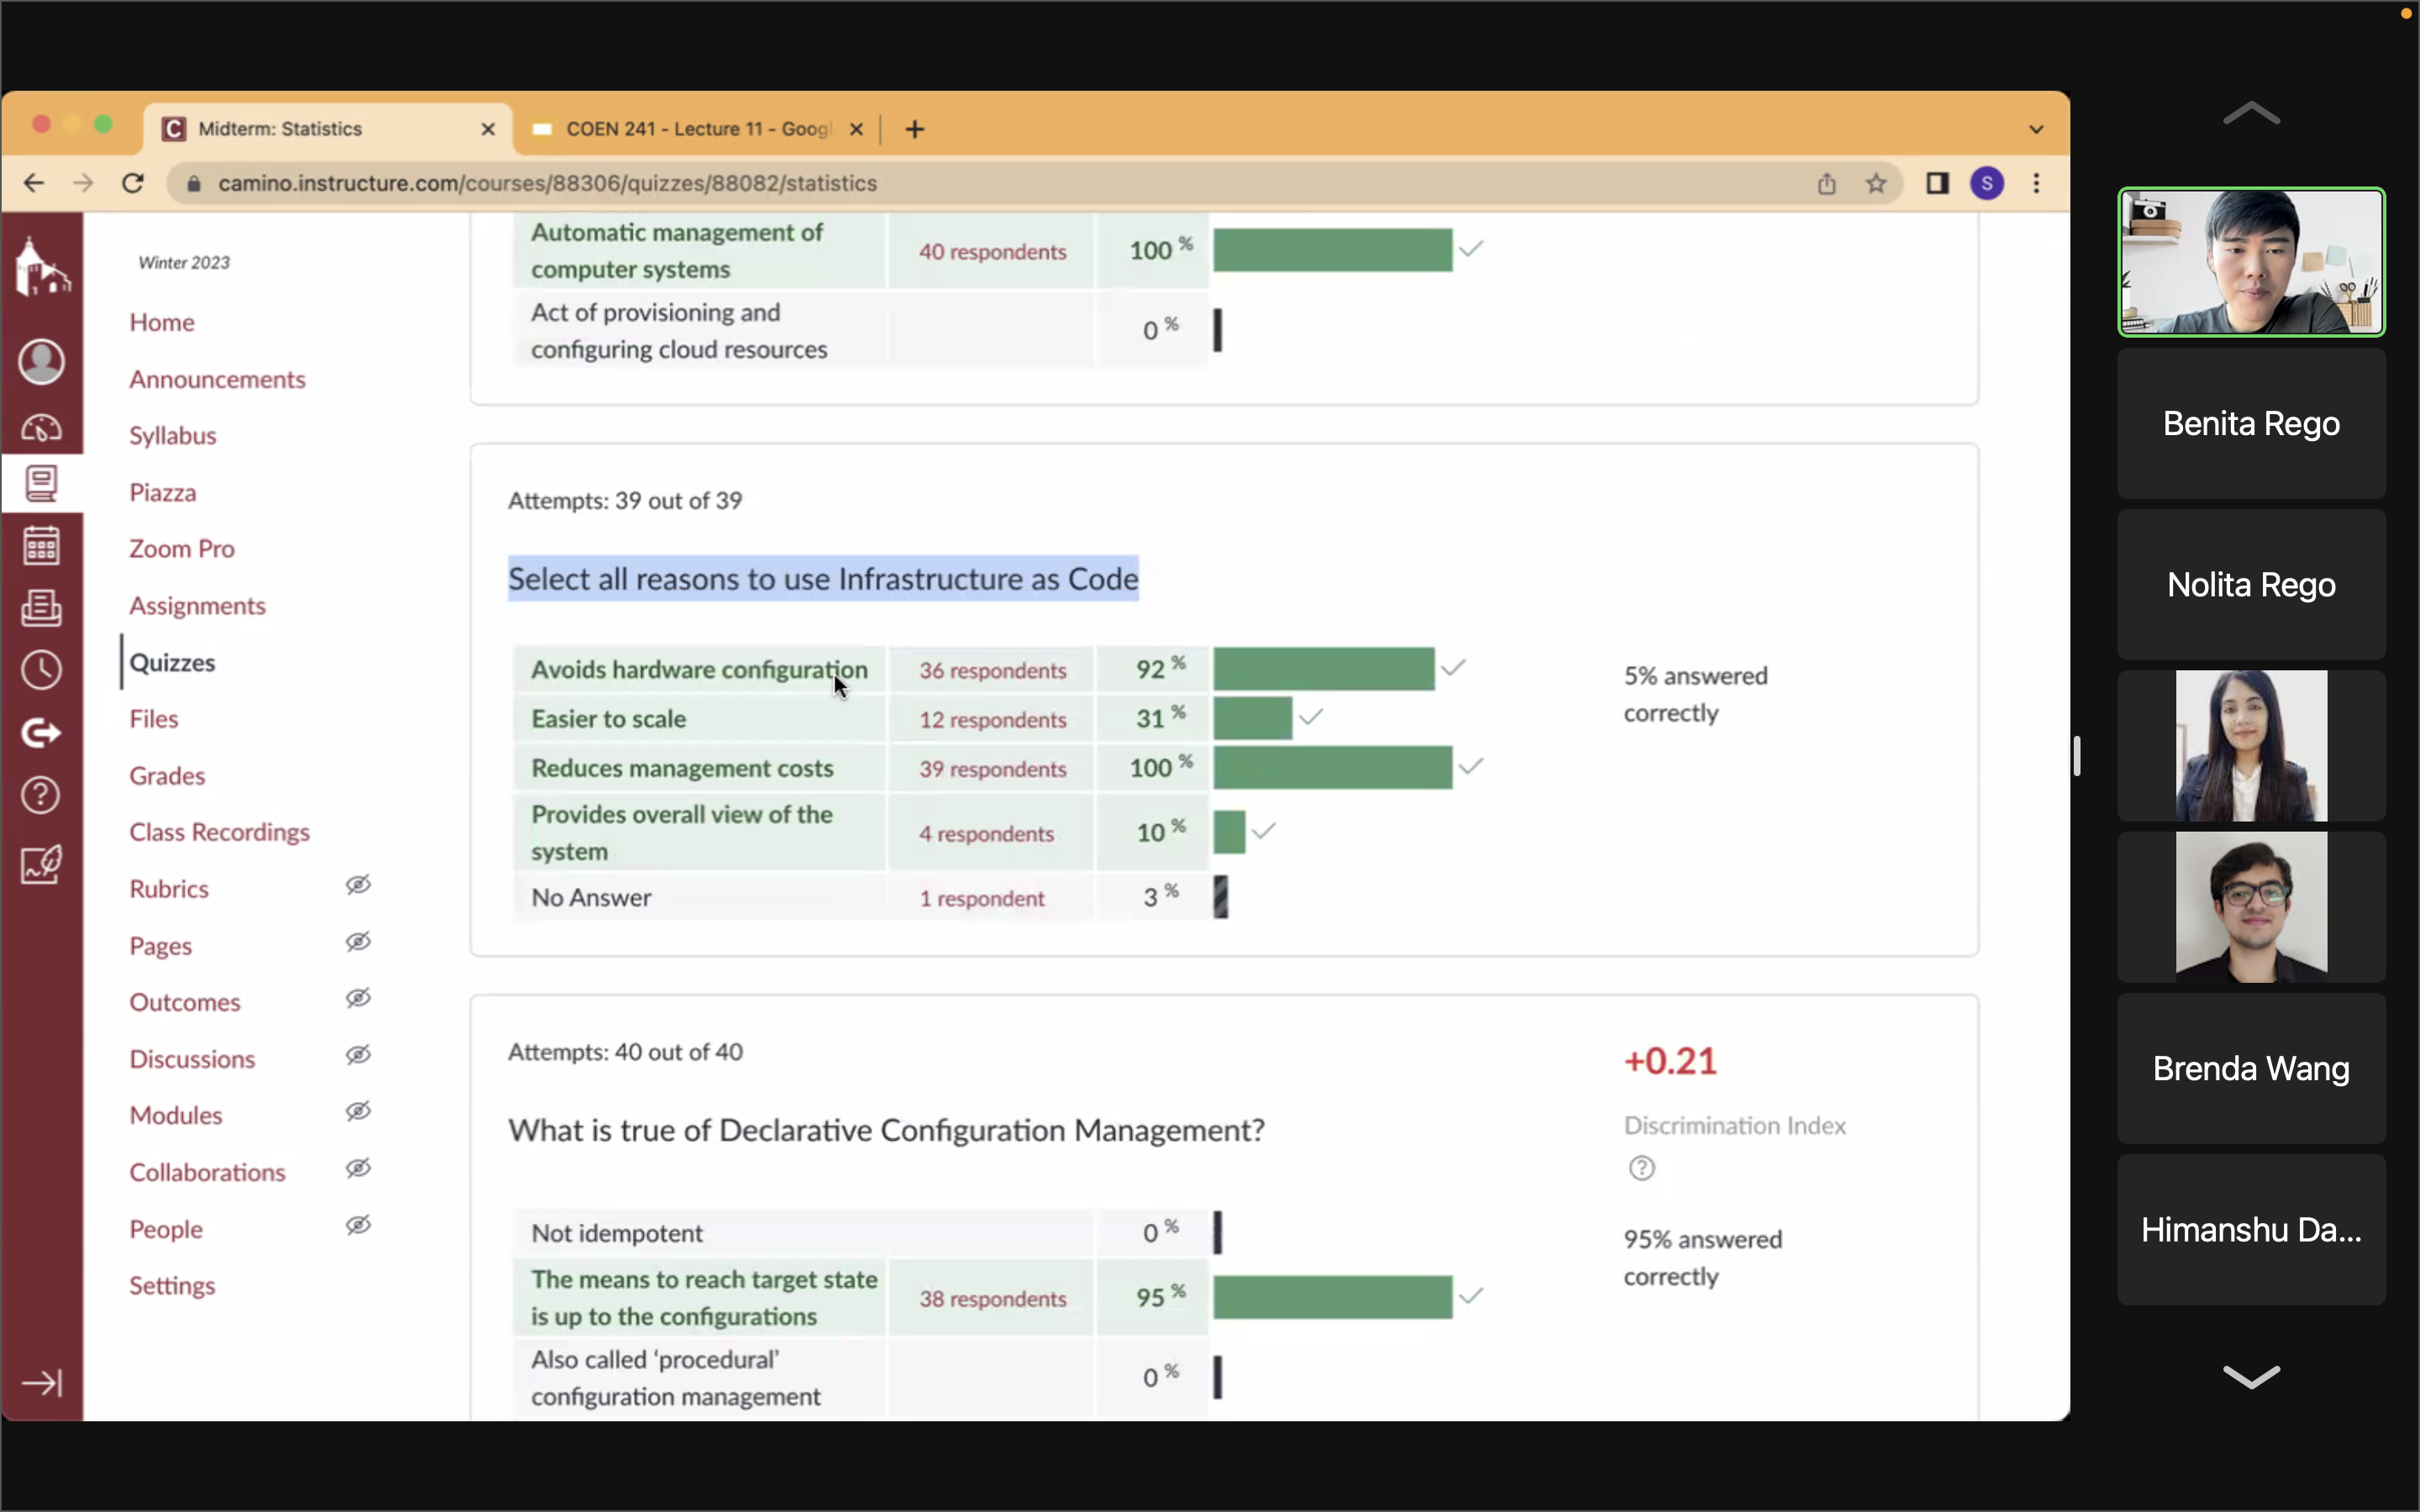 Midterm: Statistics
COEN 241 - Lecture 11 - Googl
camino.instructure.com/courses/88306/quizzes/88082/statistics
S
Winter 2023
Home
Announcements
Syllabus
Piazza
Zoom Pro
Assignments
Quizzes
Files
Grades
Class Recordings
Rubrics
Pages
Outcomes
Discussions
Modules
Collaborations
People
Settings
Automatic management of
computer systems
40 respondents
100 %
Act of provisioning and
configuring cloud resources
0 %
Attempts: 39 out of 39
Select all reasons to use Infrastructure as Code
Avoids hardware configuration 36 respondents 92 %
Easier to scale 12 respondents 31 %
Reduces management costs 39 respondents 100 %
Provides overall view of the
system
4 respondents 10 %
No Answer 1 respondent 3 %
5% answered
correctly
Attempts: 40 out of 40
What is true of Declarative Configuration Management?
+0.21
Discrimination Index
Not idempotent 0 %
The means to reach target state
is up to the configurations
38 respondents 95 %
Also called ‘procedural’
configuration management
0 %
95% answered
correctly
Benita Rego
Nolita Rego
Brenda Wang
Himanshu Da...